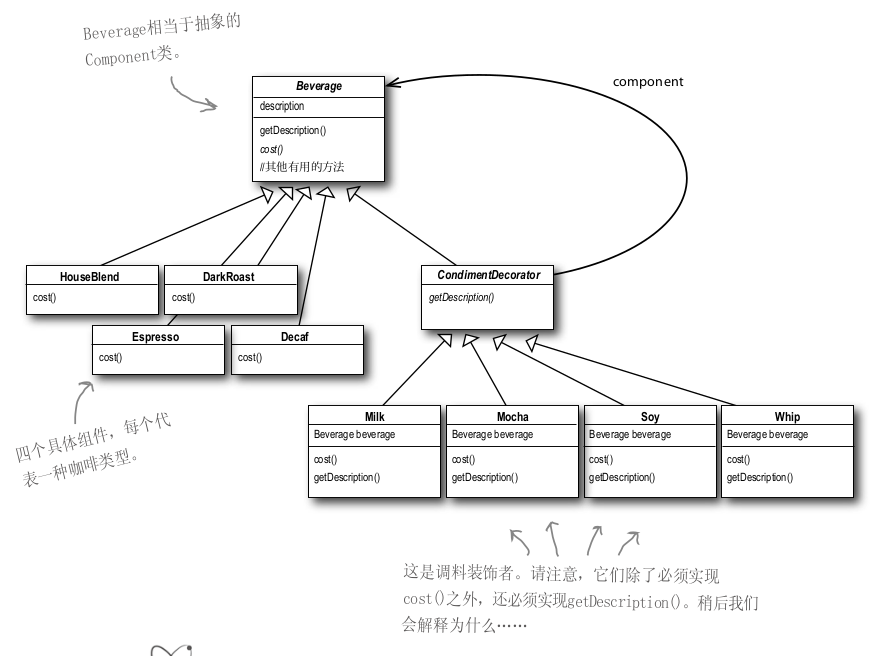 Beverage相当于抽象的
Component类。
component
Beverage
description
getDescription()
cost()
//其他有用的方法
HouseBlend
cost()
DarkRoast
cost()
CondimentDecorator
getDescription()
Espresso
cost()
Decaf
cost()
四个具体组件，每个代
表一种咖啡类型。
Milk
Beverage beverage
cost()
getDescription()
Mocha
Beverage beverage
cost()
getDescription()
Soy
Beverage beverage
cost()
getDescription()
Whip
Beverage beverage
cost()
getDescription()
这是调料装饰者。请注意，它们除了必须实现
cost()之外，还必须实现getDescription()。稍后我们
会解释为什么……